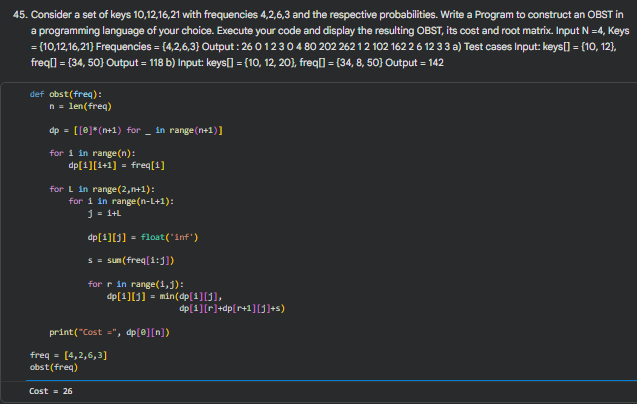 45. Consider a set of keys 10,12,16,21 with frequencies 4,2,6,3 and the respective probabilities. Write a Program to construct an OBST in
a programming language of your choice. Execute your code and display the resulting OBST, its cost and root matrix. Input N =4, Keys
= {10,12,16,21} Frequencies = {4,2,6,3} Output : 26 0 1 2 3 0 4 80 202 262 1 2 102 162 2 6 12 3 3 a) Test cases Input: keys[] = {10, 12},
freq[] = {34, 50} Output = 118 b) Input: keys[] = {10, 12, 20}, freq[] = {34, 8, 50} Output = 142
def obst(freq):
n = len(freq)
dp = [[0]*(n+1) for _ in range(n+1)]
for i in range(n):
dp[i][i+1] = freq[i]
for L in range(2,n+1):
for i in range(n-L+1):
j = i+L
dp[i][j] = float('inf')
s = sum(freq[i:j])
for r in range(i,j):
dp[i][j] = min(dp[i][j],
dp[i][r]+dp[r+1][j]+s)
print("Cost =", dp[0][n])
freq = [4,2,6,3]
obst(freq)
Cost = 26